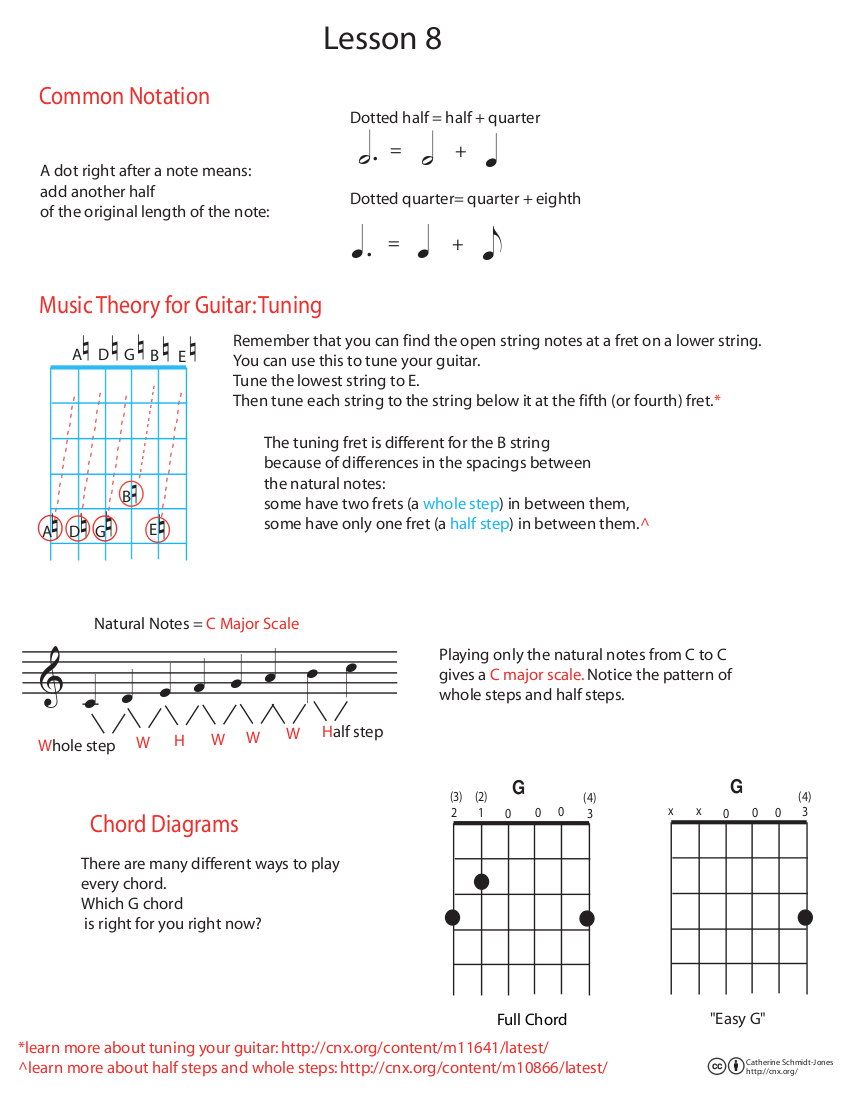 Lesson 8
Common Notation
Dotted half = half + quarter
= +
A dot right after a note means:
add another half
of the original length of the note:
Dotted quarter= quarter + eighth
= +
Music Theory for Guitar:Tuning
A♮ D♮ G♮ B♮ E♮
Remember that you can find the open string notes at a fret on a lower string.
You can use this to tune your guitar.
Tune the lowest string to E.
Then tune each string to the string below it at the fifth (or fourth) fret.*
The tuning fret is different for the B string
because of differences in the spacings between
the natural notes:
some have two frets (a whole step) in between them,
some have only one fret (a half step) in between them.^
B♮
A♮ D♮ G♮ E♮
Natural Notes = C Major Scale
Playing only the natural notes from C to C
gives a C major scale. Notice the pattern of
whole steps and half steps.
Whole step W H W W W Half step
Chord Diagrams
There are many different ways to play
every chord.
Which G chord
is right for you right now?
G
(3) (2) (4)
2 1 0 0 0 3
Full Chord
G
(4)
x x 0 0 0 3
"Easy G"
*learn more about tuning your guitar: http://cnx.org/content/m11641/latest/
^learn more about half steps and whole steps: http://cnx.org/content/m10866/latest/
cc
Catherine Schmidt-Jones
http://cnx.org/